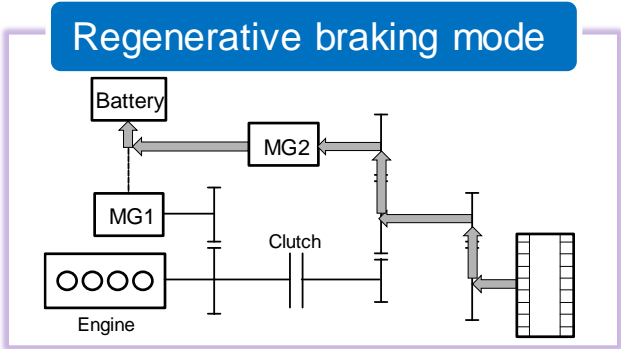 Regenerative braking mode
Battery
MG2
MG1
Clutch
Engine